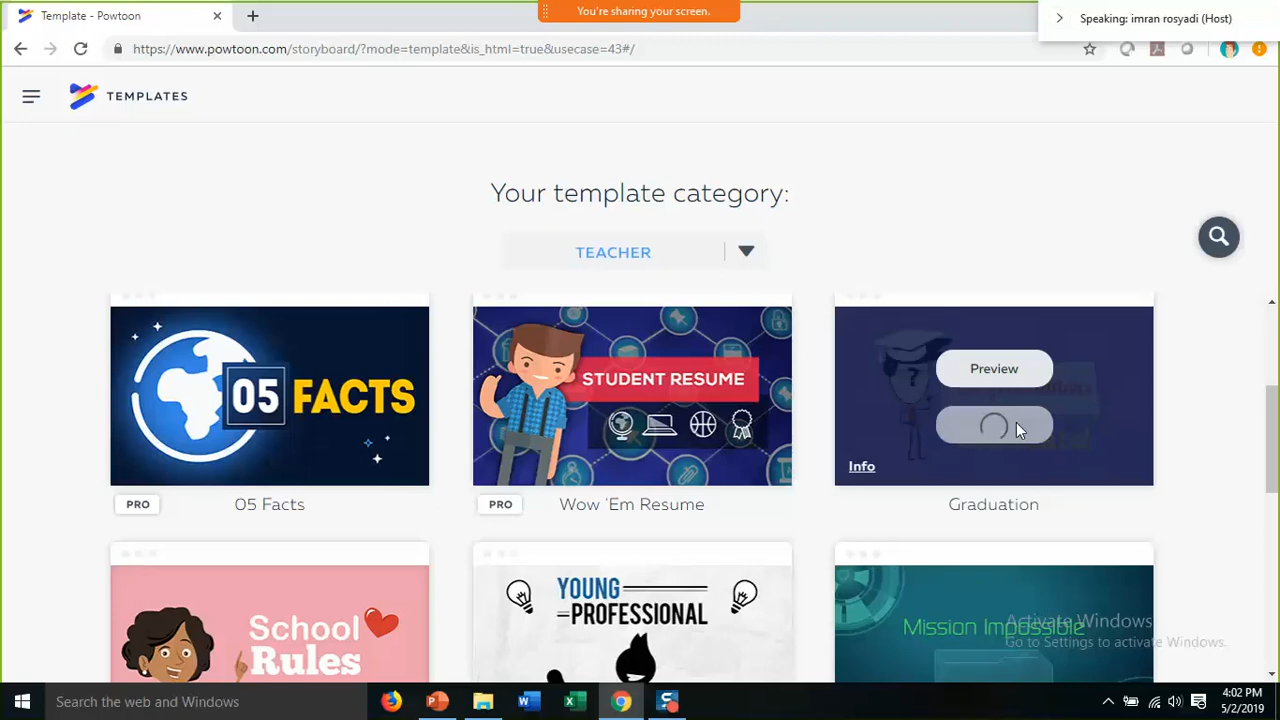 Template - Powtoon
You're sharing your screen.
Speaking: imran rosyadi (Host)
https://www.powtoon.com/storyboard/?mode=template&is_html=true&usecase=43#/
TEMPLATES
Your template category:
TEACHER
05 FACTS
STUDENT RESUME
Preview
Info
PRO
05 Facts
PRO
Wow 'Em Resume
Graduation
School
Rules
YOUNG
PROFESSIONAL
Mission Impossible
Activate Windows
Go to Settings to activate Windows.
Search the web and Windows
4:02 PM
5/2/2019